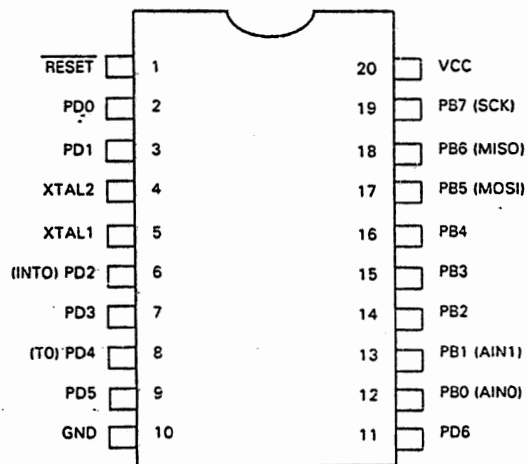 RESET 1 20 VCC
PD0 2 19 PB7 (SCK)
PD1 3 18 PB6 (MISO)
XTAL2 4 17 PB5 (MOSI)
XTAL1 5 16 PB4
(INTO) PD2 6 15 PB3
PD3 7 14 PB2
(TO) PD4 8 13 PB1 (AIN1)
PD5 9 12 PB0 (AIN0)
GND 10 11 PD6